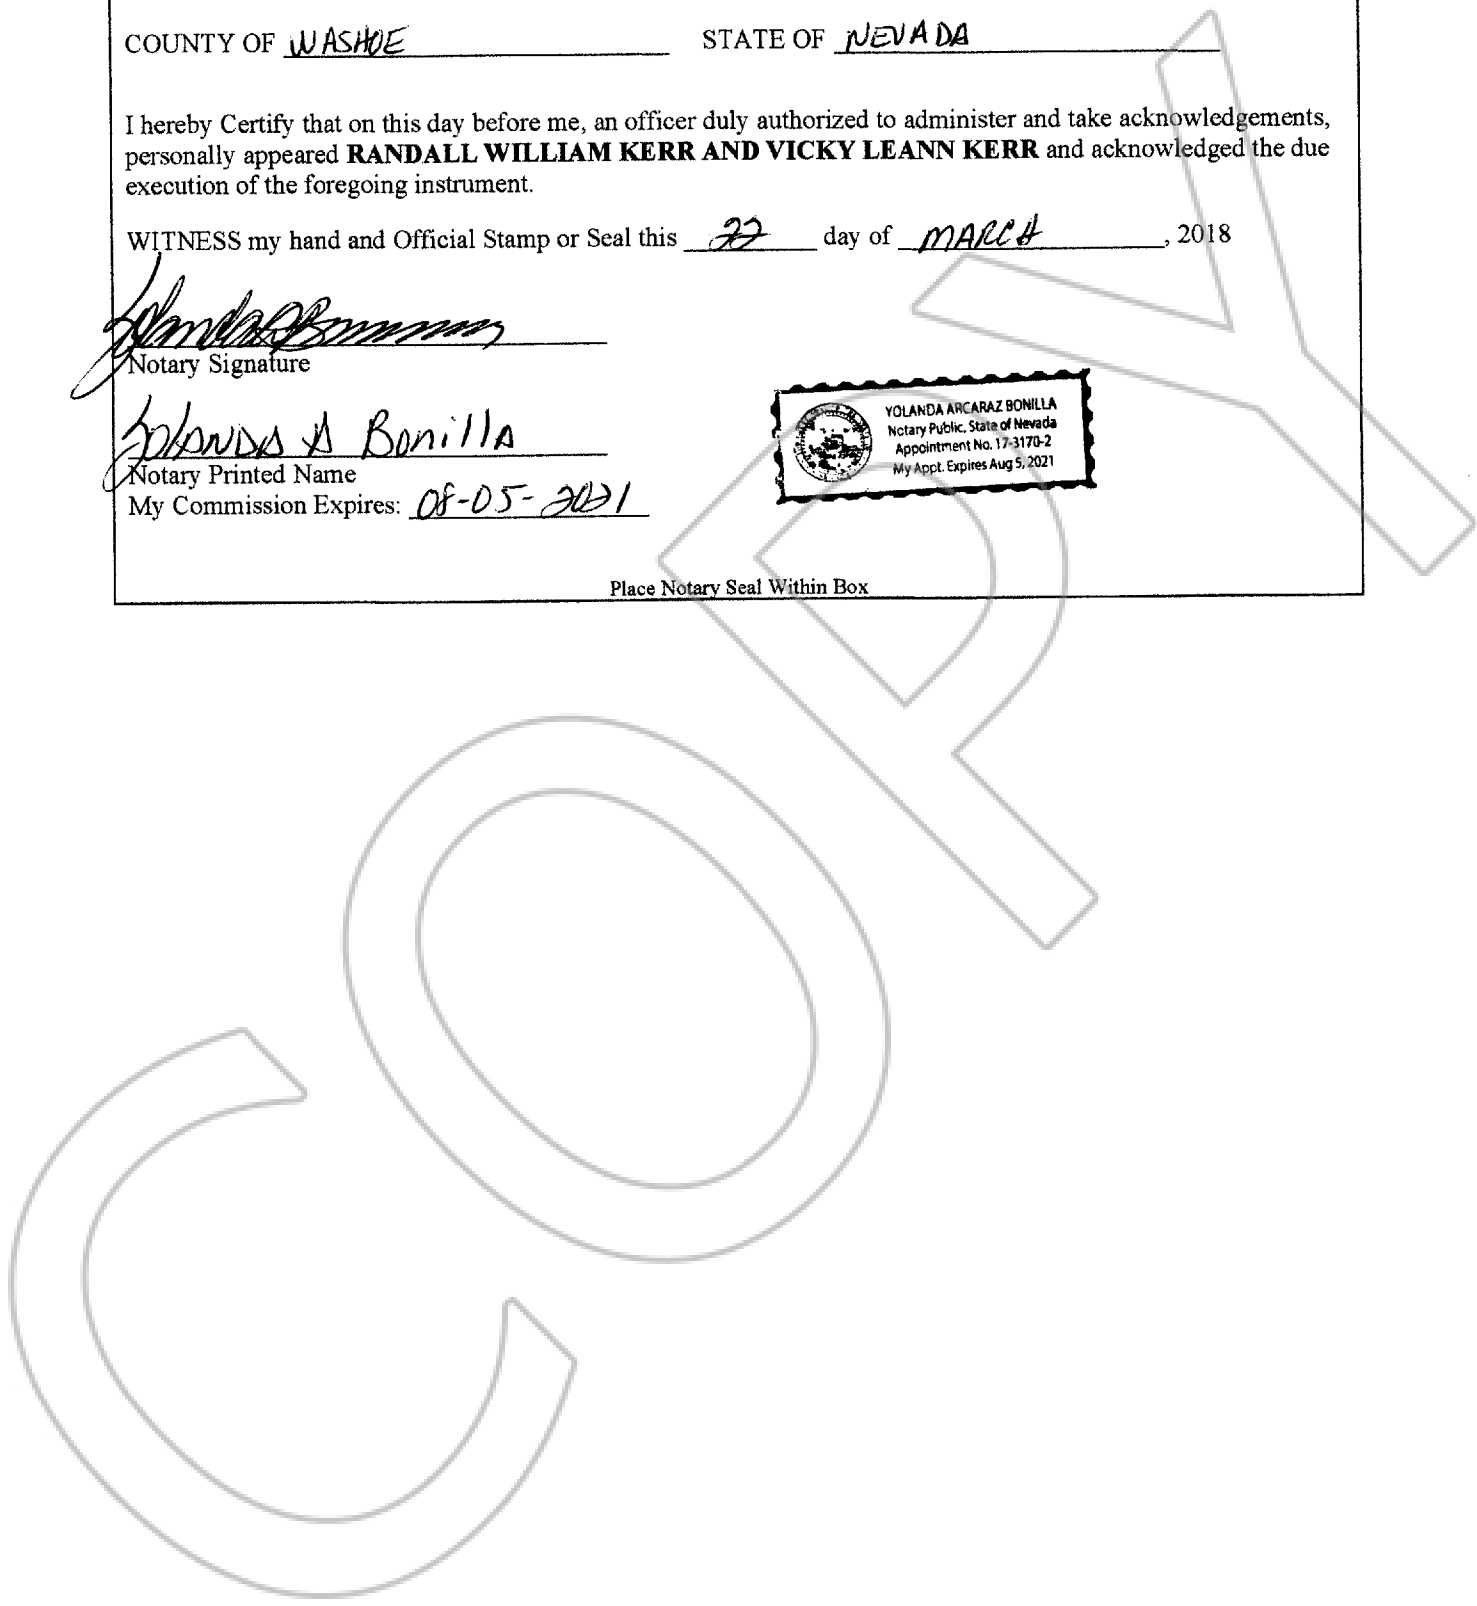 COUNTY OF WASHOE STATE OF NEVADA
I hereby Certify that on this day before me, an officer duly authorized to administer and take acknowledgements,
personally appeared RANDALL WILLIAM KERR AND VICKY LEANN KERR and acknowledged the due
execution of the foregoing instrument.
WITNESS my hand and Official Stamp or Seal this 22 day of MARCH, 2018
Notary Signature
YOLANDA A Bonilla
Notary Printed Name
My Commission Expires: 08-05-2021
YOLANDA ARCARAZ BONILLA
Notary Public, State of Nevada
Appointment No. 17-3170-2
My Appt. Expires Aug 5, 2021
Place Notary Seal Within Box
COPY